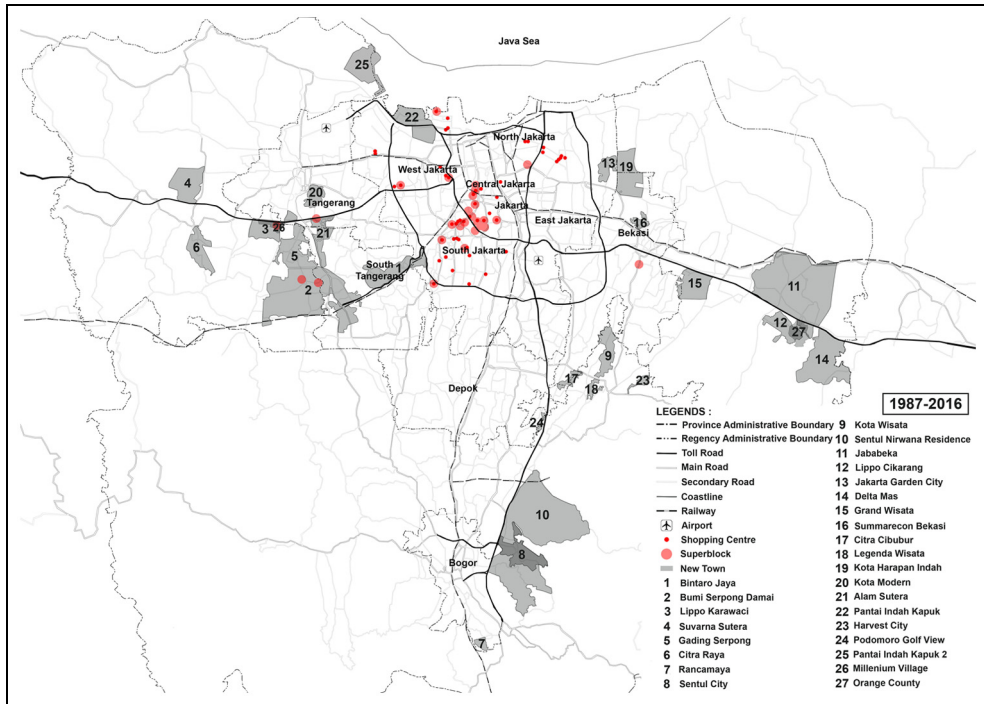 Java Sea
25
22
North Jakarta
13
19
West Jakarta
4
20
Tangerang
Central Jakarta
Jakarta
East Jakarta
16
Bekasi
3
26
21
6
5
South Jakarta
South
Tangerang
1
2
15
11
12
27
14
9
17
18
23
Depok
24
10
8
Bogor
7
1987-2016
LEGENDS :
Province Administrative Boundary
Regency Administrative Boundary
Toll Road
Main Road
Secondary Road
Coastline
Railway
Airport
Shopping Centre
Superblock
New Town
1 Bintaro Jaya
2 Bumi Serpong Damai
3 Lippo Karawaci
4 Suvarna Sutera
5 Gading Serpong
6 Citra Raya
7 Rancamaya
8 Sentul City
9 Kota Wisata
10 Sentul Nirwana Residence
11 Jababeka
12 Lippo Cikarang
13 Jakarta Garden City
14 Delta Mas
15 Grand Wisata
16 Summarecon Bekasi
17 Citra Cibubur
18 Legenda Wisata
19 Kota Harapan Indah
20 Kota Modern
21 Alam Sutera
22 Pantai Indah Kapuk
23 Harvest City
24 Podomoro Golf View
25 Pantai Indah Kapuk 2
26 Millenium Village
27 Orange County